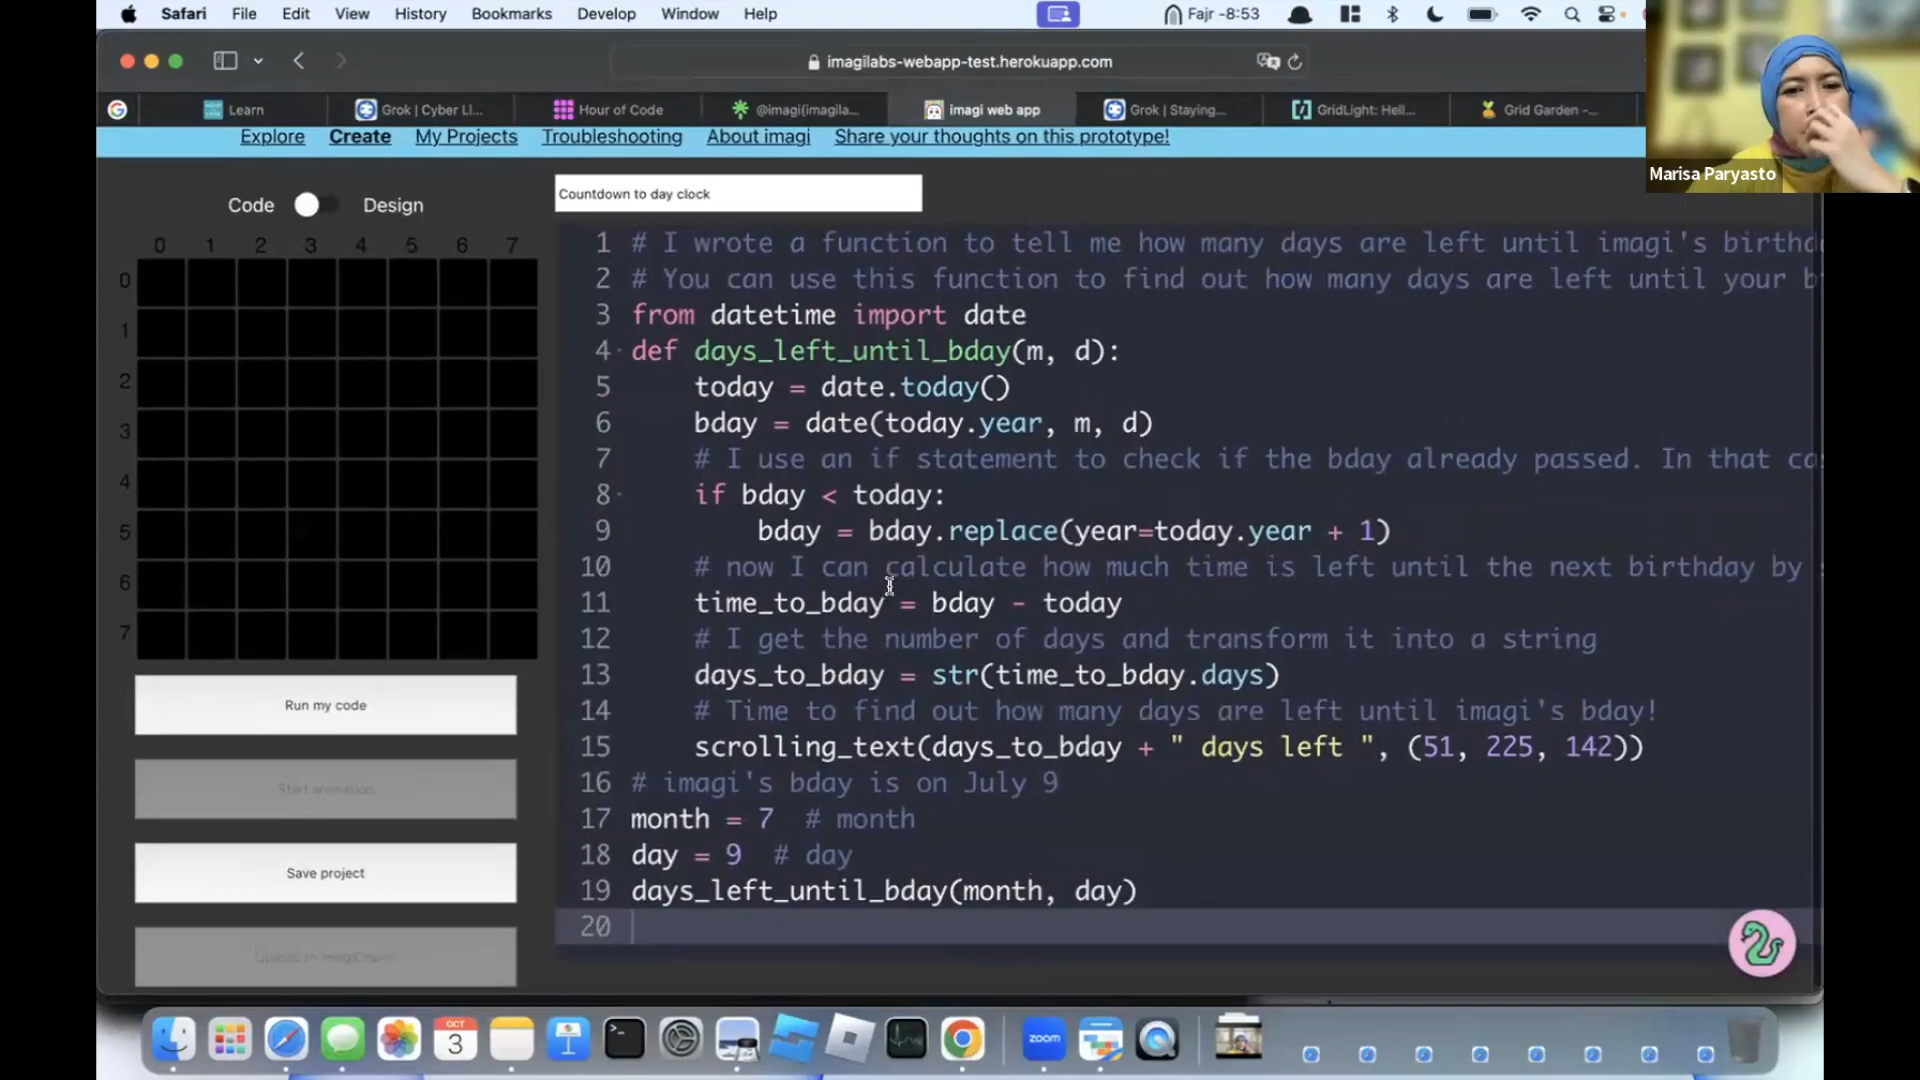 Safari File Edit View History Bookmarks Develop Window Help Fajr -8:53
imagilabs-webapp-test.herokuapp.com
Learn Grok | Cyber Ll... Hour of Code @imagi(imagila... imagi web app Grok | Staying... GridLight: Hell... Grid Garden -...
Explore Create My Projects Troubleshooting About imagi Share your thoughts on this prototype!
Marisa Paryasto
Code Design
Countdown to day clock
0 1 2 3 4 5 6 7
0
1
2
3
4
5
6
7
Run my code
Start animation
Save project
1 # I wrote a function to tell me how many days are left until imagi's birthd
2 # You can use this function to find out how many days are left until your b
3 from datetime import date
4 def days_left_until_bday(m, d):
5 today = date.today()
6 bday = date(today.year, m, d)
7 # I use an if statement to check if the bday already passed. In that ca
8 if bday < today:
9 bday = bday.replace(year=today.year + 1)
10 # now I can calculate how much time is left until the next birthday by
11 time_to_bday = bday - today
12 # I get the number of days and transform it into a string
13 days_to_bday = str(time_to_bday.days)
14 # Time to find out how many days are left until imagi's bday!
15 scrolling_text(days_to_bday + " days left ", (51, 225, 142))
16 # imagi's bday is on July 9
17 month = 7 # month
18 day = 9 # day
19 days_left_until_bday(month, day)
20
OCT
3
zoom